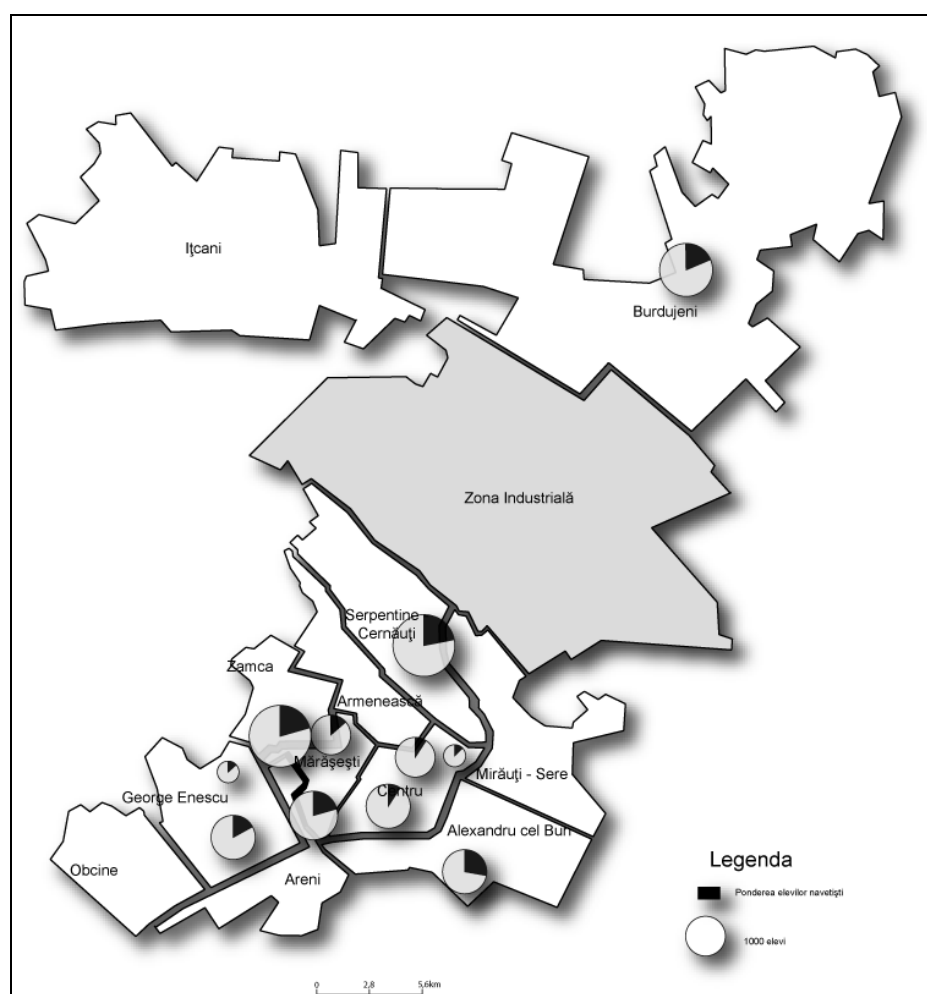 Iţcani
Burdujeni
Zona Industrială
Serpentine
Cernăuţi
Zamca
Armenească
Mărăşeşti
Mirăuţi - Sere
George Enescu
Centru
Alexandru cel Bun
Obcine
Areni
Legenda
Ponderea elevilor navetişti
1000 elevi
0 2,8 5,6km